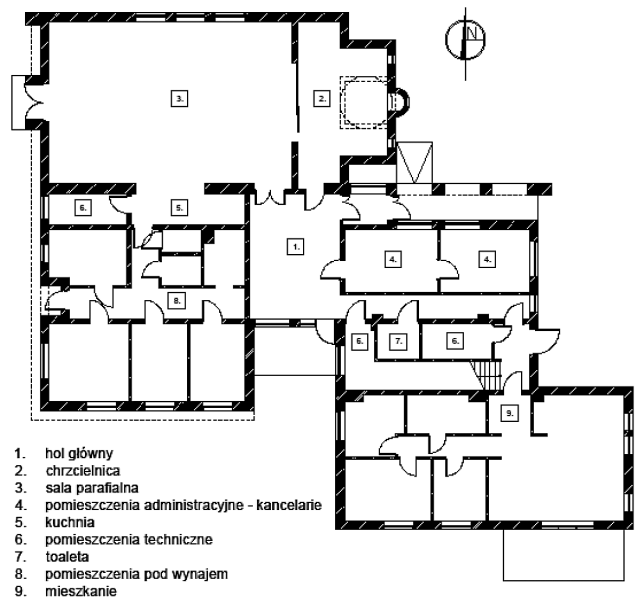 N
3.
2.
6.
5.
1.
4.
4.
8.
6.
7.
6.
9.
1. hol główny
2. chrzcielnica
3. sala parafialna
4. pomieszczenia administracyjne - kancelarie
5. kuchnia
6. pomieszczenia techniczne
7. toaleta
8. pomieszczenia pod wynajem
9. mieszkanie